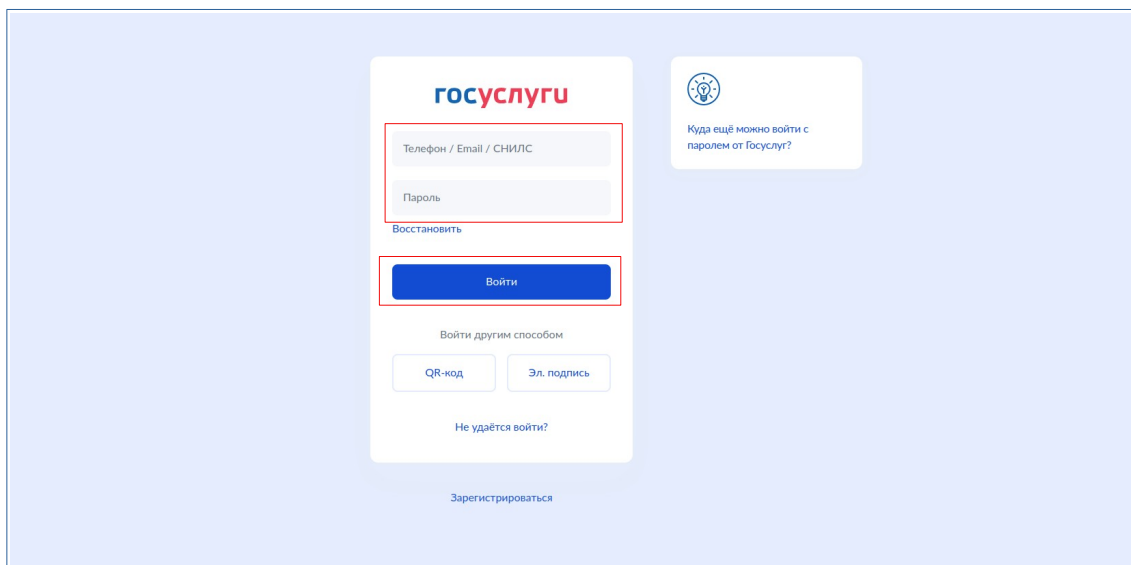 госуслуги
Телефон / Email / СНИЛС
Пароль
Восстановить
Войти
Войти другим способом
QR-код
Эл. подпись
Не удаётся войти?
Зарегистрироваться
Куда ещё можно войти с
паролем от Госуслуг?